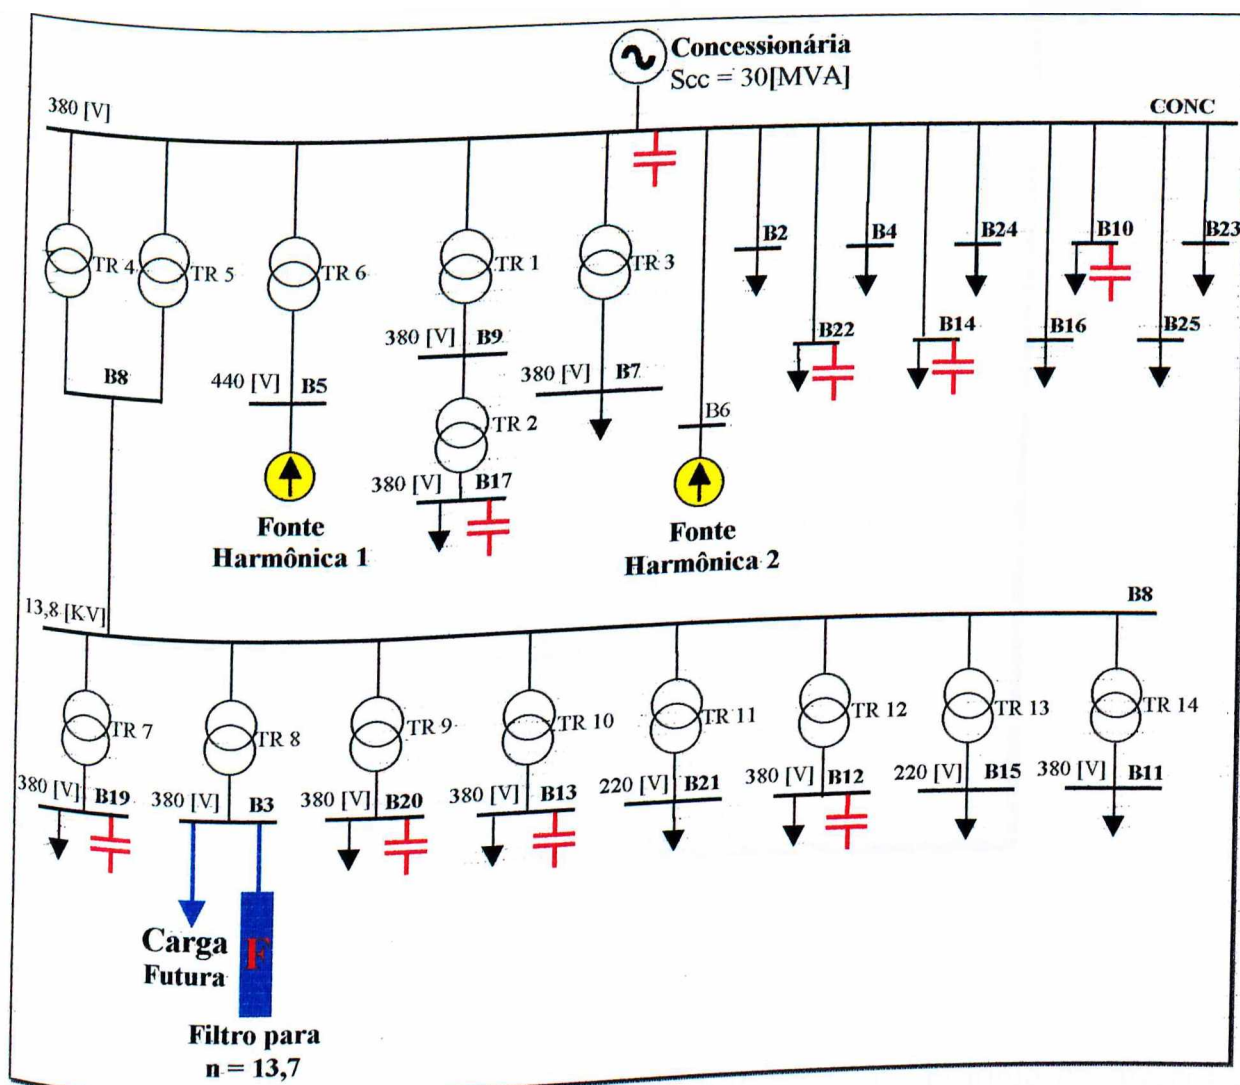 Concessionária
Scc = 30[MVA]
380 [V]
CONC
TR 4
TR 5
TR 6
TR 1
TR 3
B2
B4
B24
B10
B23
B22
B14
B16
B25
380 [V] B9
B8
440 [V] B5
380 [V] B7
TR 2
B6
380 [V] B17
Fonte
Harmônica 1
Fonte
Harmônica 2
13,8 [KV]
B8
TR 7
TR 8
TR 9
TR 10
TR 11
TR 12
TR 13
TR 14
380 [V] B19
380 [V] B3
380 [V] B20
380 [V] B13
220 [V] B21
380 [V] B12
220 [V] B15
380 [V] B11
Carga
Futura
F
Filtro para
n = 13,7